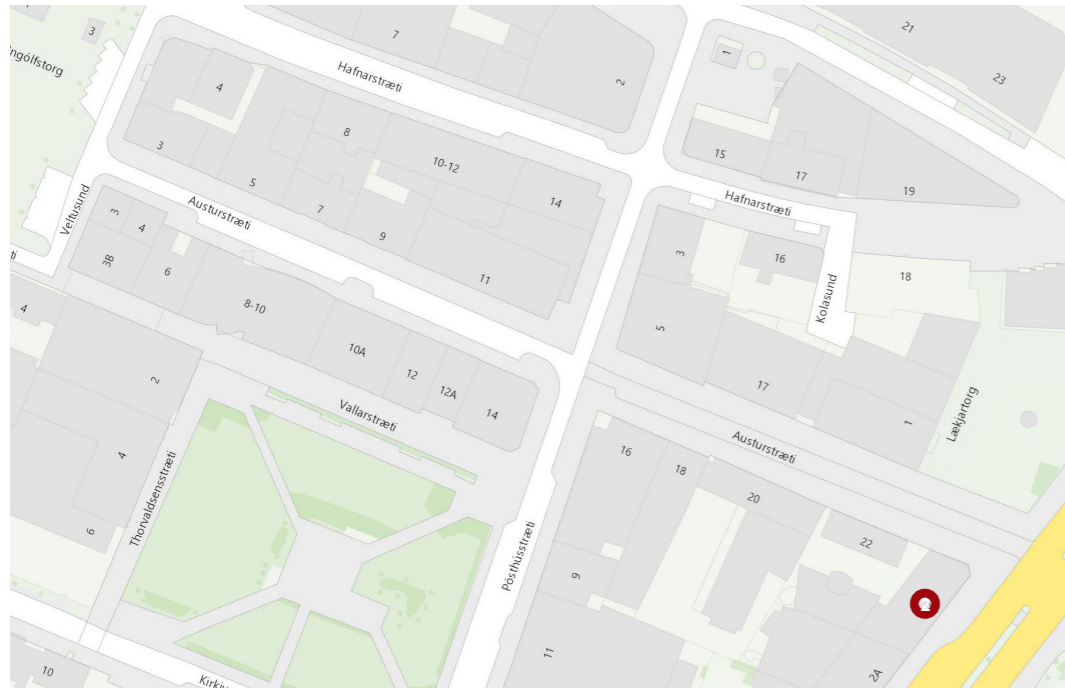 Ingólfstorg
3
7
21
1
23
4
Hafnarstræti
2
8
15
10-12
17
3
19
5
14
Veltusund
Austurstræti
7
Hafnarstræti
3
4
9
3
16
3B
6
11
18
8-10
Kolasund
4
5
10A
12
17
2
12A
Vallarstræti
14
1
Lækjartorg
16
Austurstræti
18
4
20
Thorvaldsensstræti
6
22
Pósthússtræti
9
11
2A
10